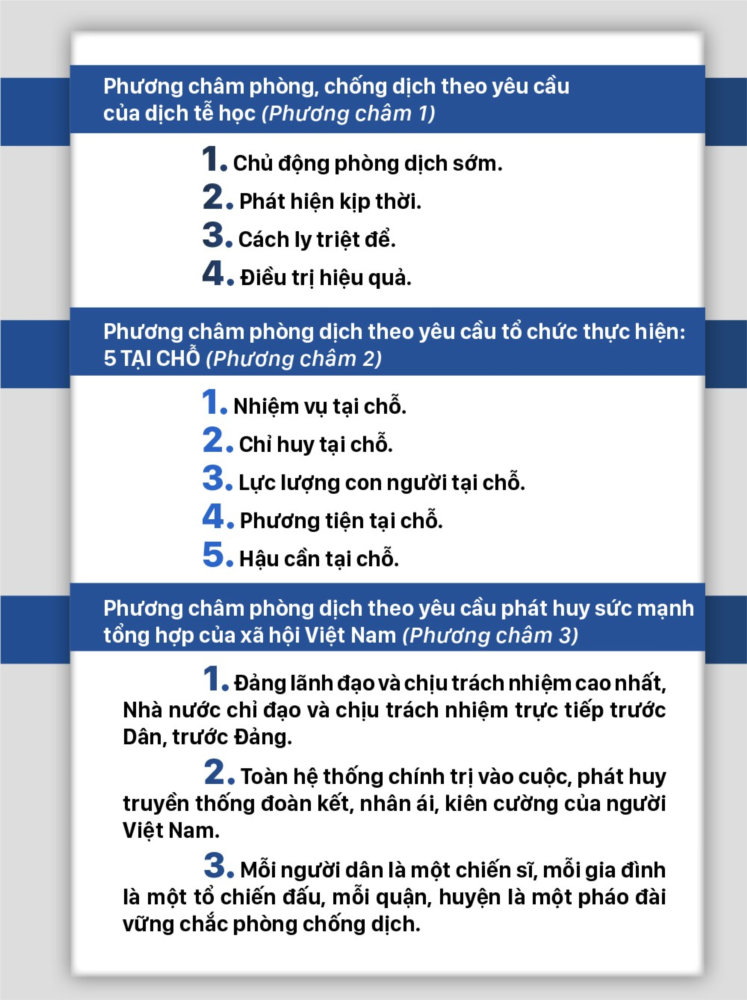 Phương châm phòng, chống dịch theo yêu cầu
của dịch tễ học (Phương châm 1)
1. Chủ động phòng dịch sớm.
2. Phát hiện kịp thời.
3. Cách ly triệt để.
4. Điều trị hiệu quả.
Phương châm phòng dịch theo yêu cầu tổ chức thực hiện:
5 TẠI CHỖ (Phương châm 2)
1. Nhiệm vụ tại chỗ.
2. Chỉ huy tại chỗ.
3. Lực lượng con người tại chỗ.
4. Phương tiện tại chỗ.
5. Hậu cần tại chỗ.
Phương châm phòng dịch theo yêu cầu phát huy sức mạnh
tổng hợp của xã hội Việt Nam (Phương châm 3)
1. Đảng lãnh đạo và chịu trách nhiệm cao nhất,
Nhà nước chỉ đạo và chịu trách nhiệm trực tiếp trước
Dân, trước Đảng.
2. Toàn hệ thống chính trị vào cuộc, phát huy
truyền thống đoàn kết, nhân ái, kiên cường của người
Việt Nam.
3. Mỗi người dân là một chiến sĩ, mỗi gia đình
là một tổ chiến đấu, mỗi quận, huyện là một pháo đài
vững chắc phòng chống dịch.